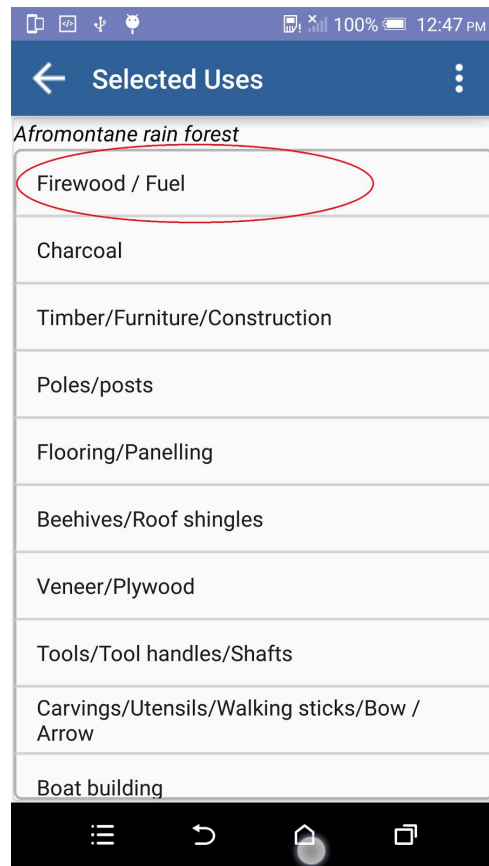 100% 12:47 PM
Selected Uses
Afromontane rain forest
Firewood / Fuel
Charcoal
Timber/Furniture/Construction
Poles/posts
Flooring/Panelling
Beehives/Roof shingles
Veneer/Plywood
Tools/Tool handles/Shafts
Carvings/Utensils/Walking sticks/Bow /
Arrow
Boat building